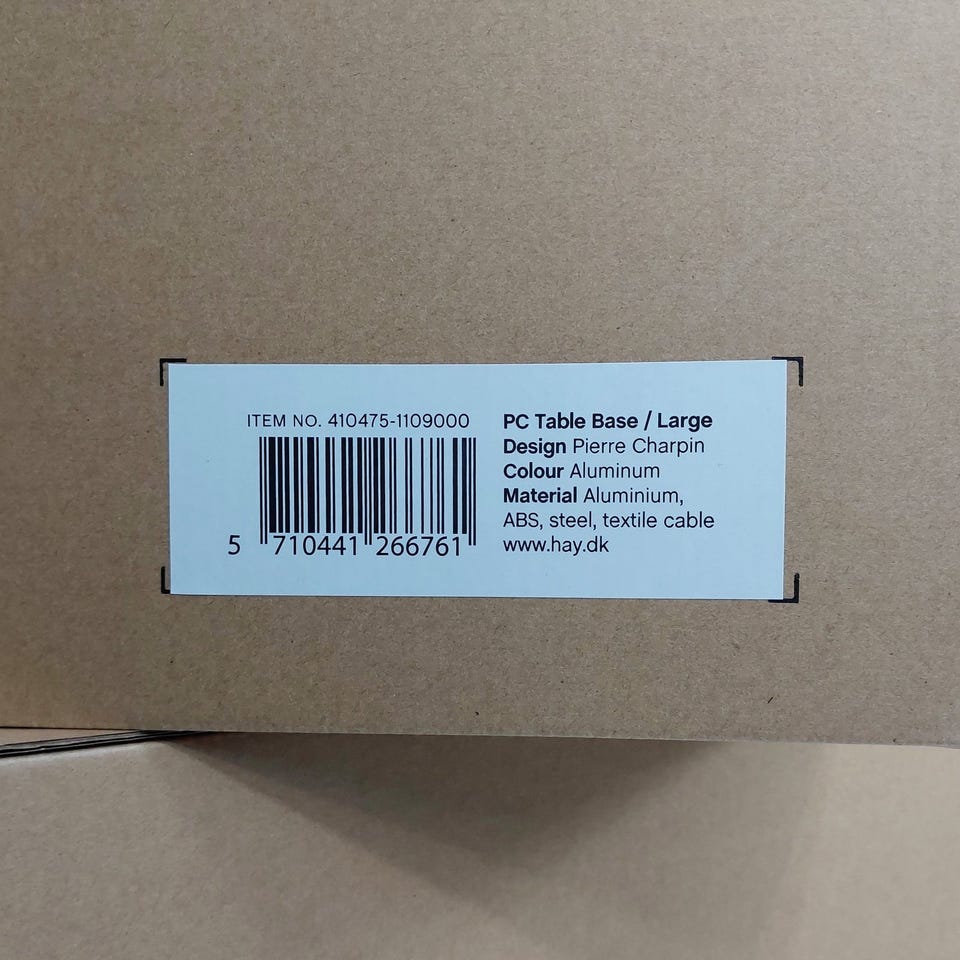 ITEM NO. 410475-1109000
5 710441 266761
PC Table Base / Large
Design Pierre Charpin
Colour Aluminum
Material Aluminium,
ABS, steel, textile cable
www.hay.dk